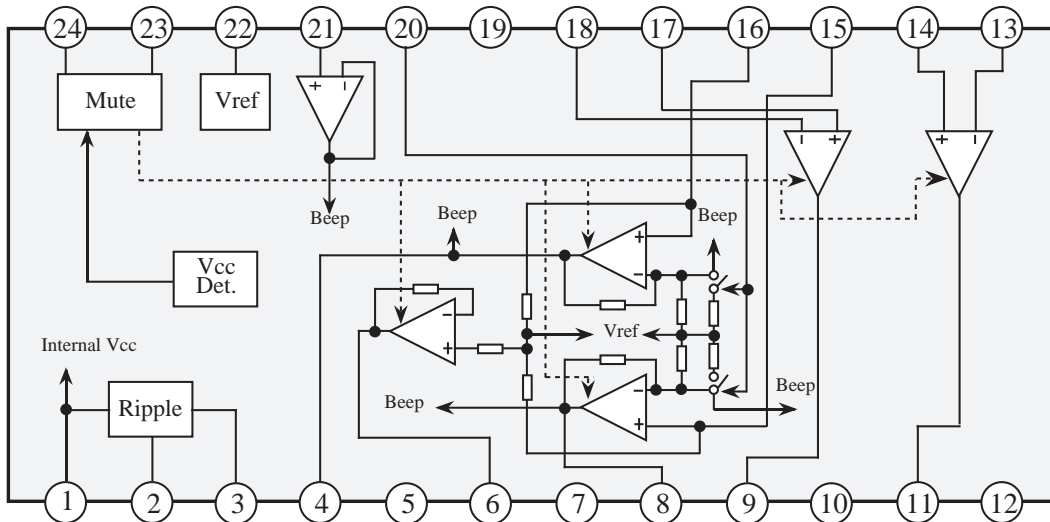 24 23 22 21 20 19 18 17 16 15 14 13
Mute
Vref
+ −
− +
+ −
Beep
Beep
Beep
+
−
Vcc
Det.
−
+
Vref
Internal Vcc
Ripple
Beep
−
+
Beep
1 2 3 4 5 6 7 8 9 10 11 12